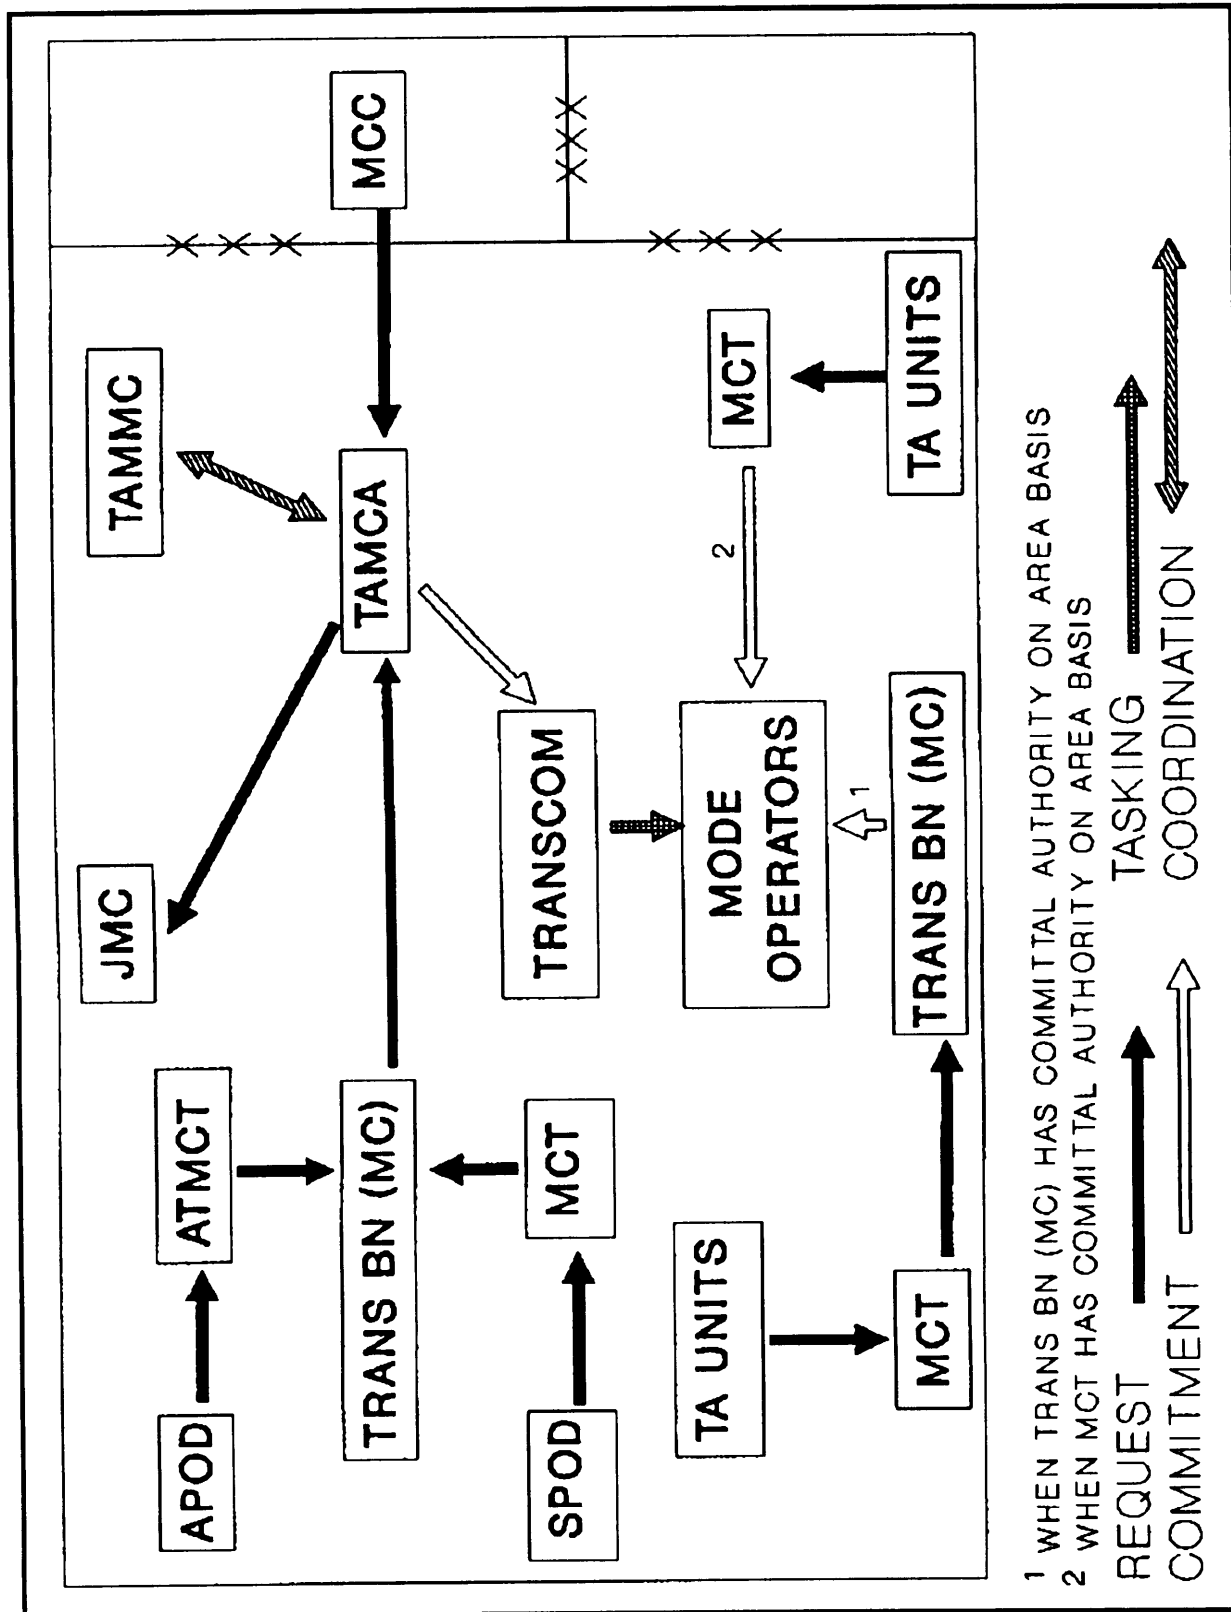 APOD
ATMCT
JMC
TAMMC
TRANS BN (MC)
TAMCA
MCC
SPOD
MCT
TRANSCOM
TA UNITS
MODE
OPERATORS
2
MCT
MCT
TRANS BN (MC)
1
TA UNITS
1 WHEN TRANS BN (MC) HAS COMMITTAL AUTHORITY ON AREA BASIS
2 WHEN MCT HAS COMMITTAL AUTHORITY ON AREA BASIS
REQUEST
TASKING
COMMITMENT
COORDINATION